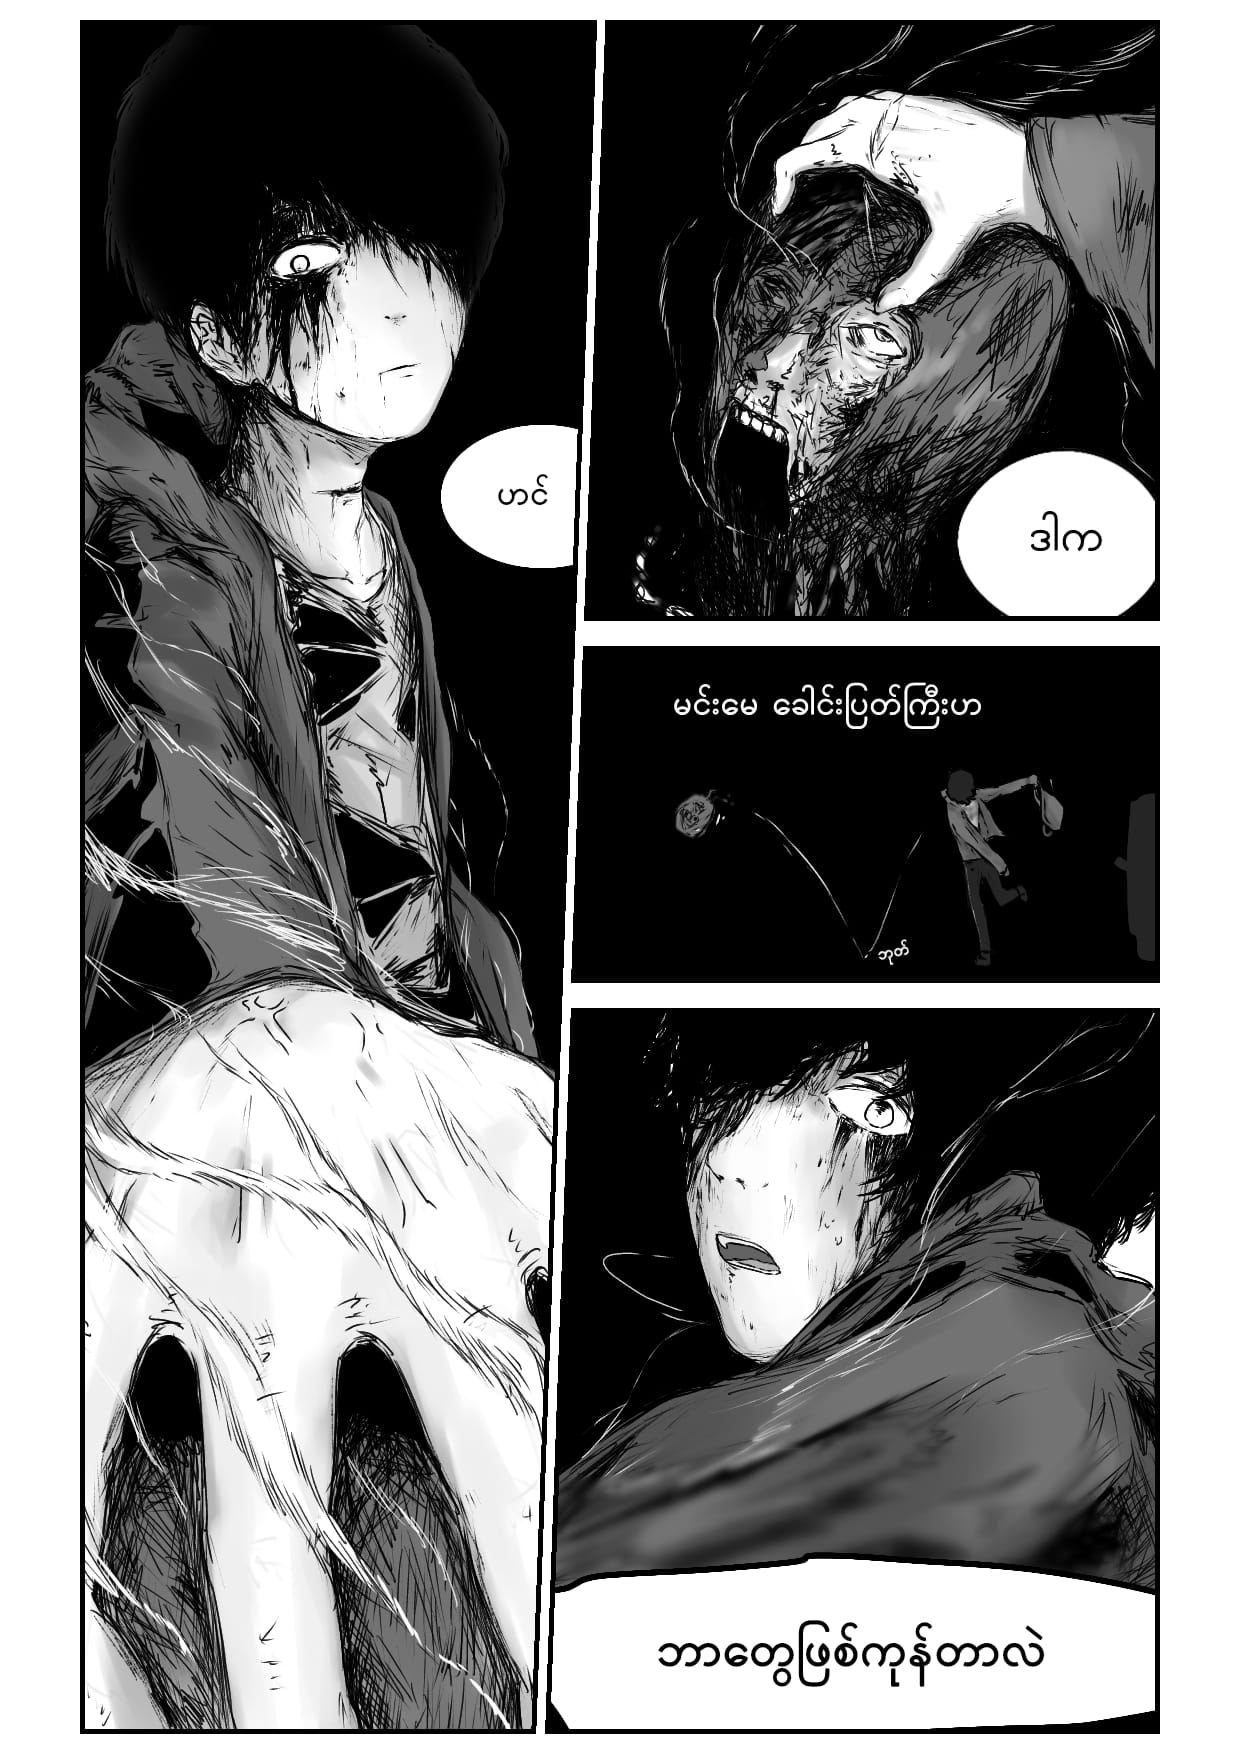 ဟင်
ဒါက
မင်းမေ ခေါင်းပြတ်ကြီးဟ
ဘုတ်
ဘာတွေဖြစ်ကုန်တာလဲ